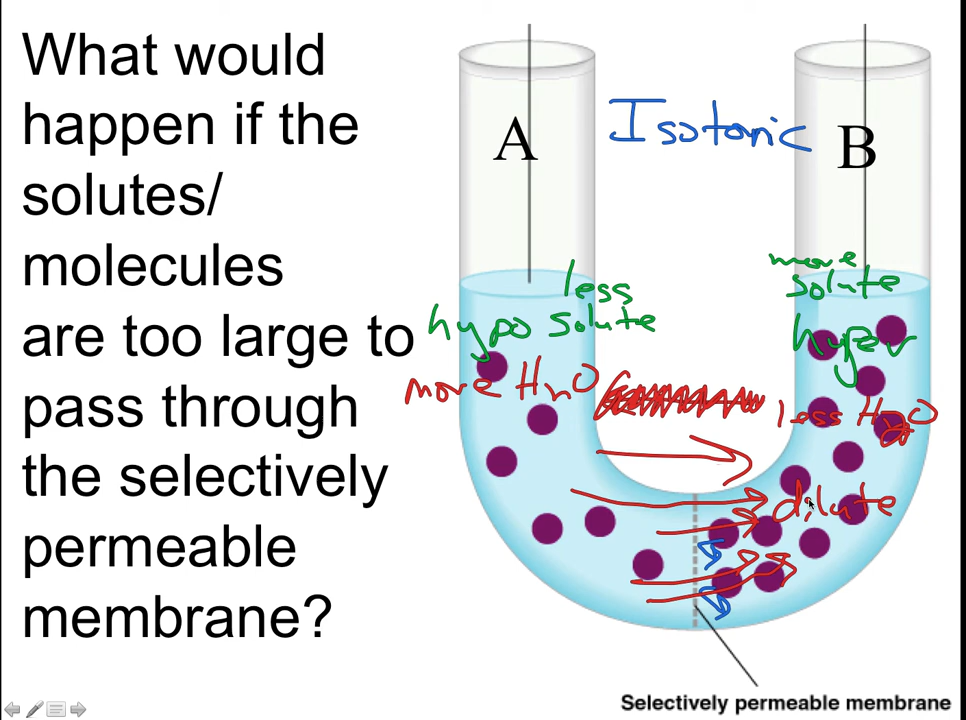 What would
happen if the
solutes/
molecules
are too large to
pass through
the selectively
permeable
membrane?
A
Isotonic
B
less
hypo solute
more H2O
more
solute
hyper
less H2O
dilute
Selectively permeable membrane